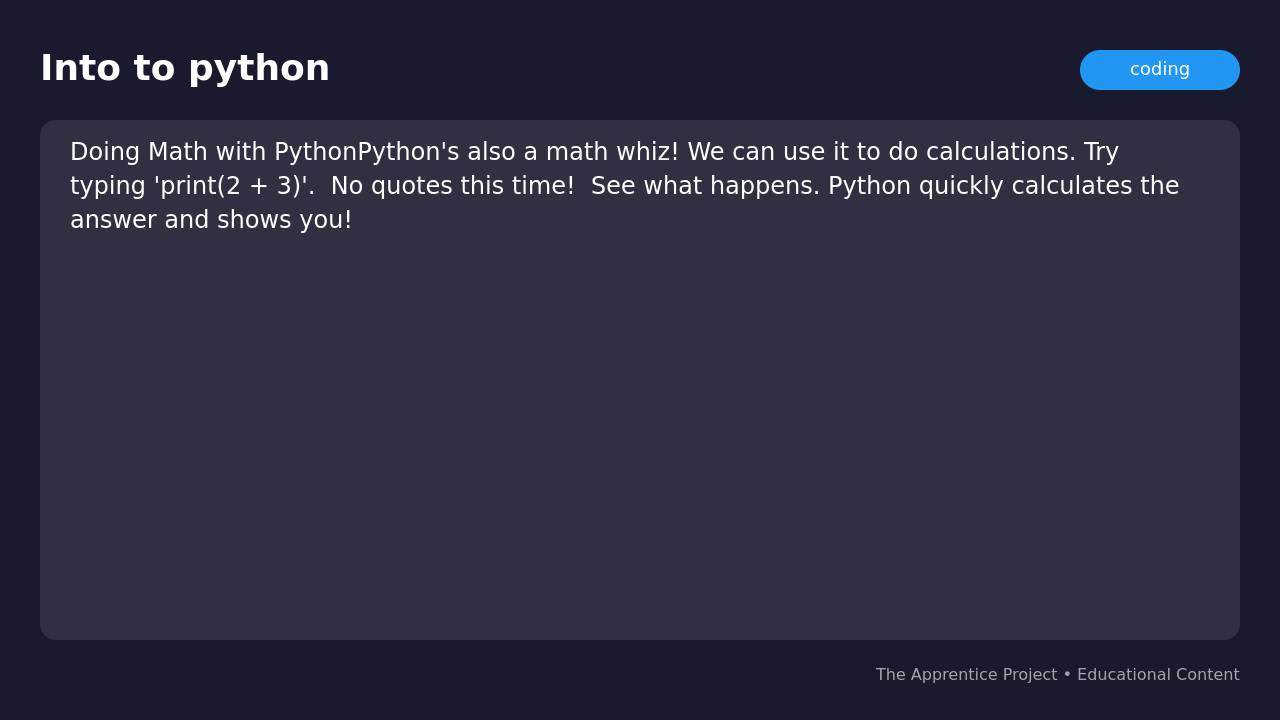 Into to python
coding
Doing Math with PythonPython's also a math whiz! We can use it to do calculations. Try
typing 'print(2 + 3)'.  No quotes this time!  See what happens. Python quickly calculates the
answer and shows you!
The Apprentice Project • Educational Content